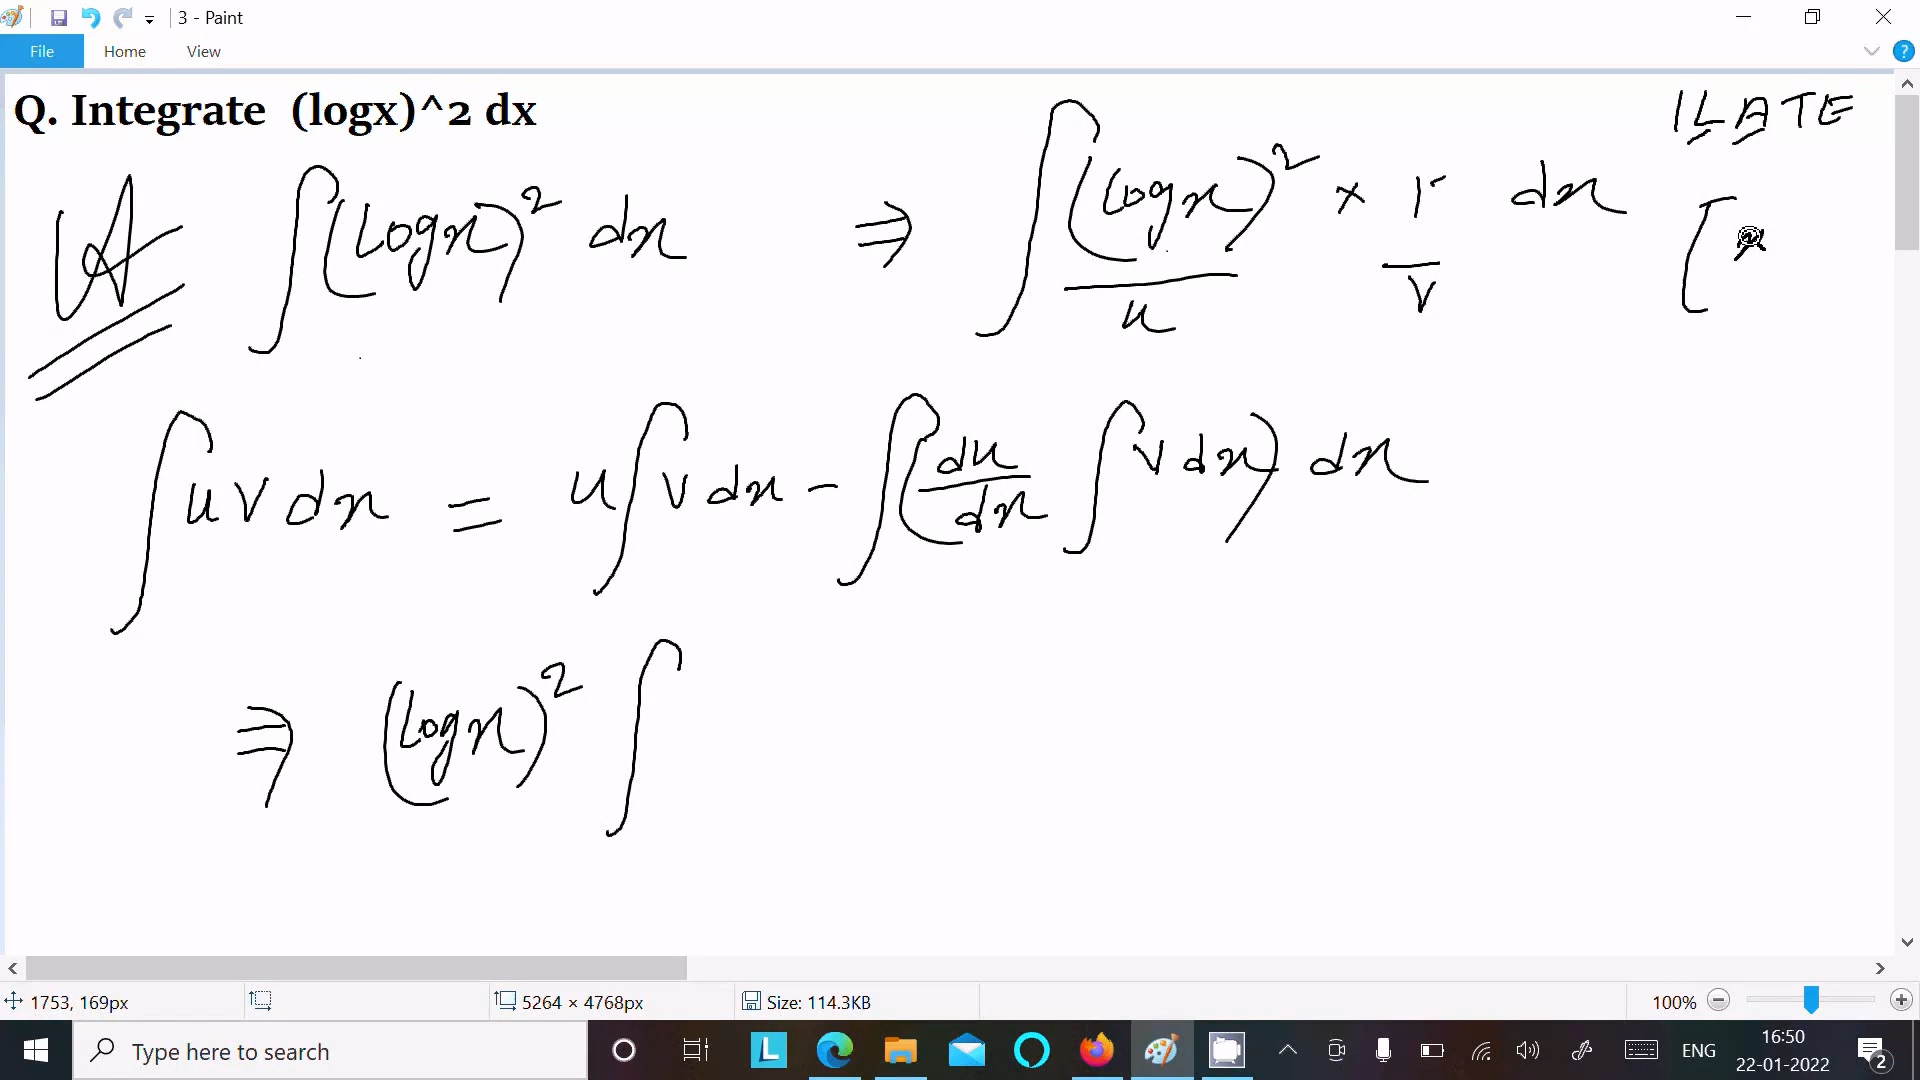 3 - Paint
File Home View
Q. Integrate (logx)^2 dx
ILATE
∫(logx)² dx ⇒ ∫(logx)² × 1 dx [
u v
∫uv dx = u∫v dx - ∫(du/dx ∫v dx) dx
⇒ (logx)² ∫
1753, 169px 5264 × 4768px Size: 114.3KB 100%
Type here to search L ENG 16:50
22-01-2022 2